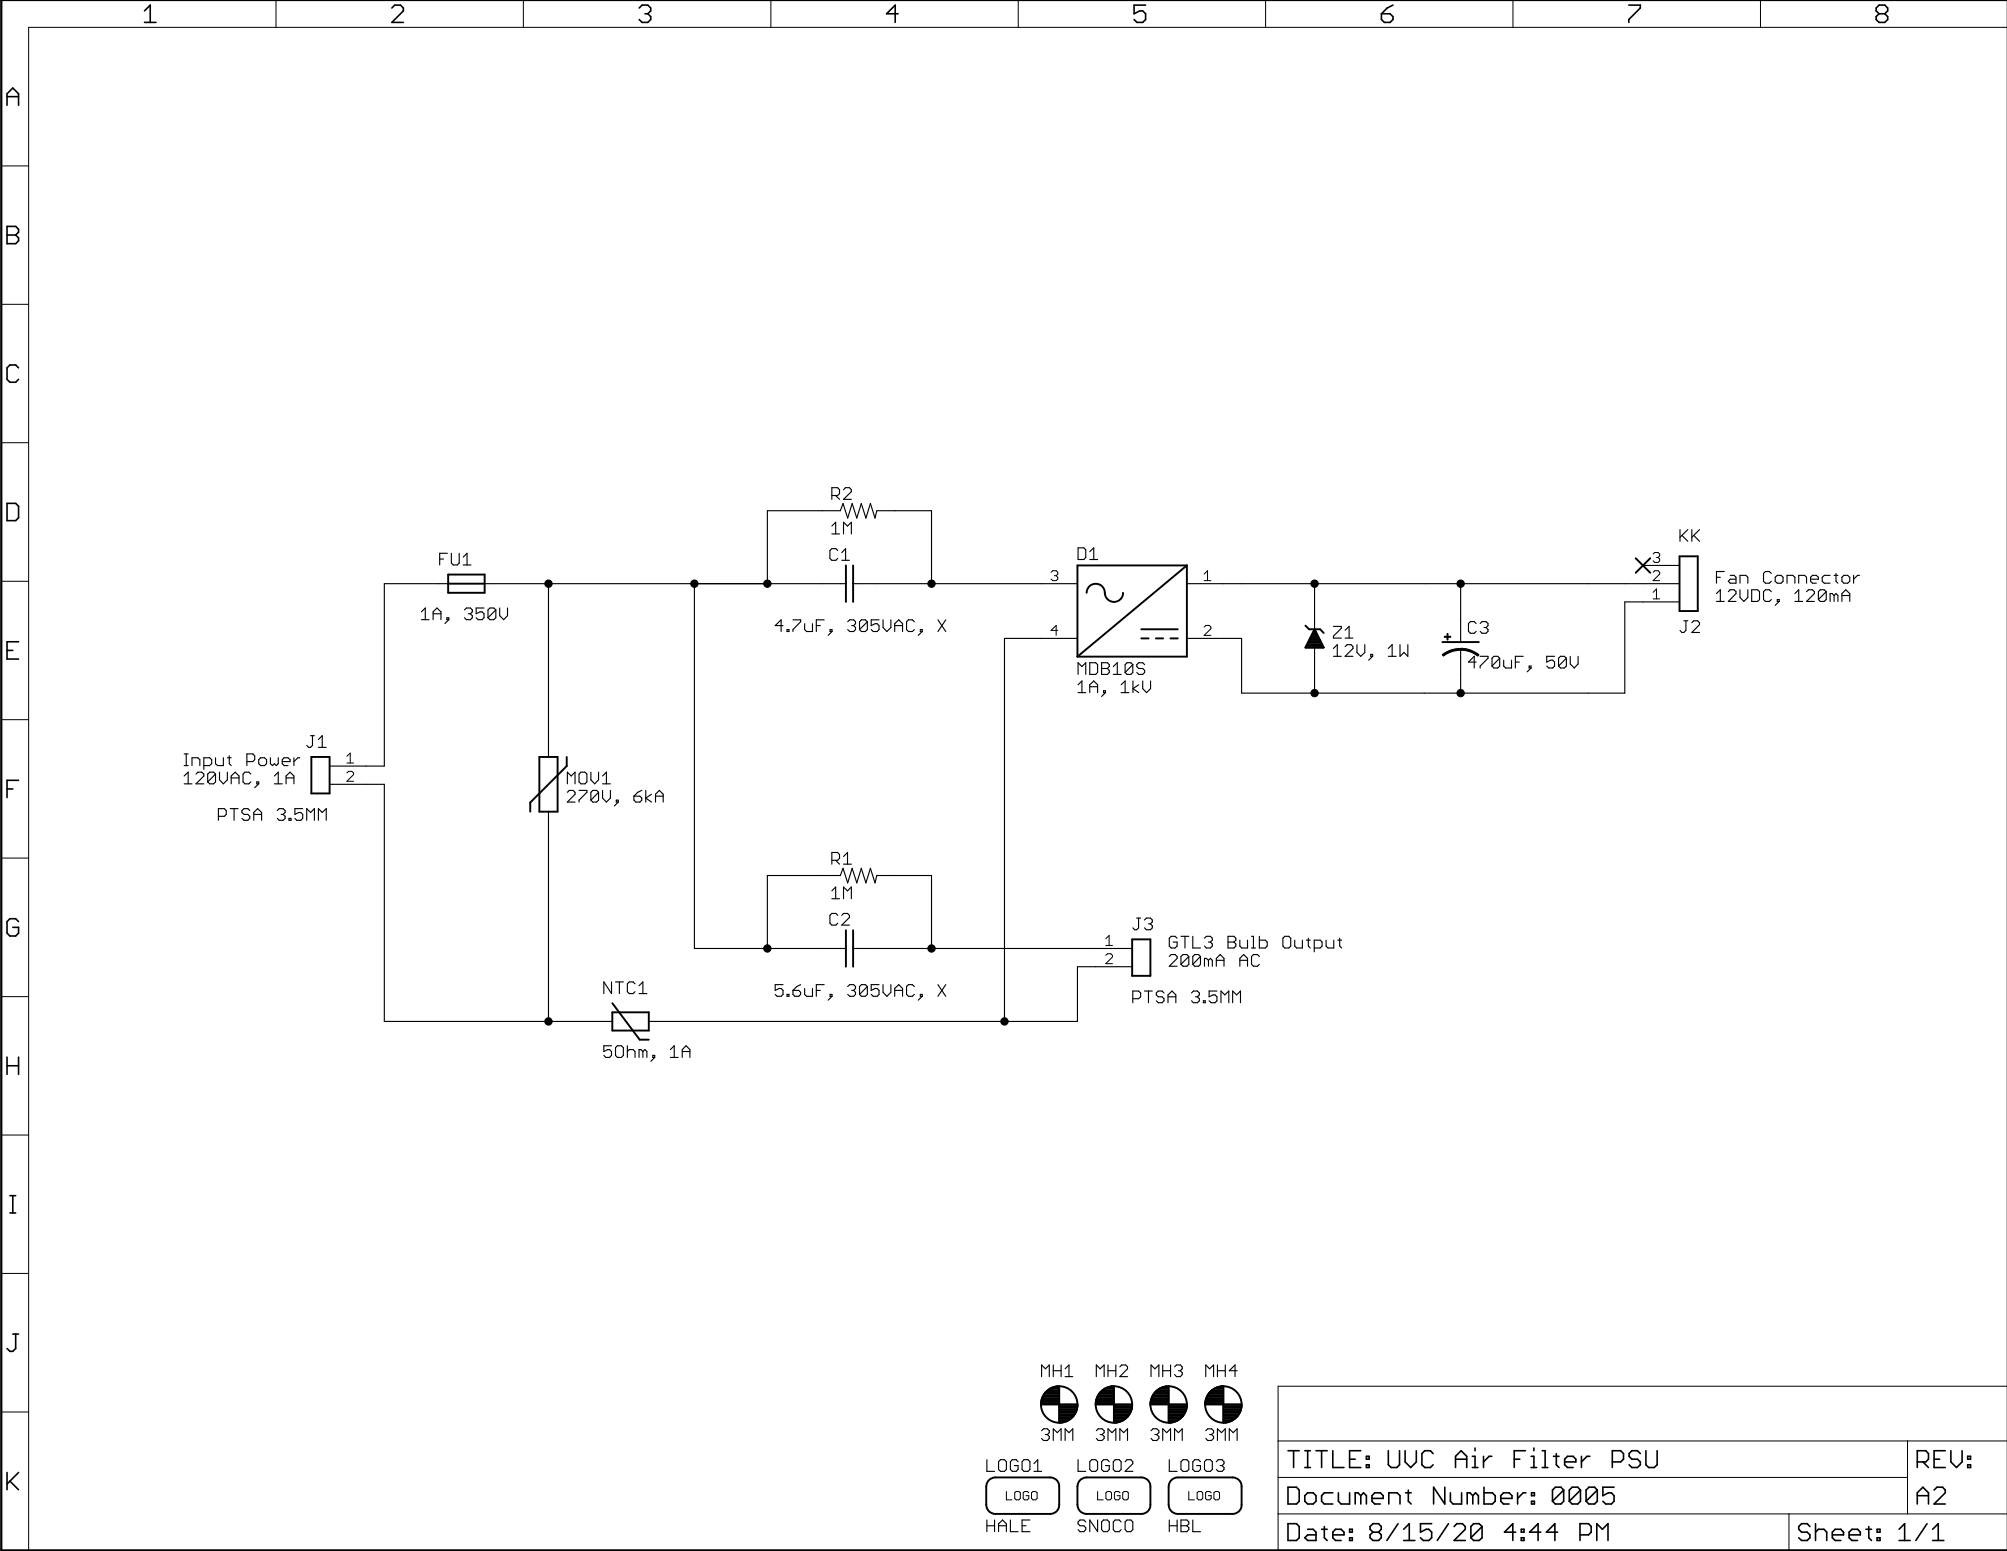 1 2 3 4 5 6 7 8
A
B
C
D
E
F
G
H
I
J
K
R2
1M
C1
4.7uF, 305VAC, X
FU1
1A, 350V
D1
3
4
1
2
MDB10S
1A, 1kV
Z1
12V, 1W
+
C3
470uF, 50V
KK
3
2
1
Fan Connector
12VDC, 120mA
J2
J1
Input Power
120VAC, 1A
1
2
PTSA 3.5MM
MOV1
270V, 6kA
R1
1M
C2
5.6uF, 305VAC, X
J3
1
2
GTL3 Bulb Output
200mA AC
PTSA 3.5MM
NTC1
5Ohm, 1A
MH1 MH2 MH3 MH4
3MM 3MM 3MM 3MM
LOGO1 LOGO2 LOGO3
LOGO LOGO LOGO
HALE SNOCO HBL
TITLE: UVC Air Filter PSU
REV:
Document Number: 0005
A2
Date: 8/15/20 4:44 PM
Sheet: 1/1